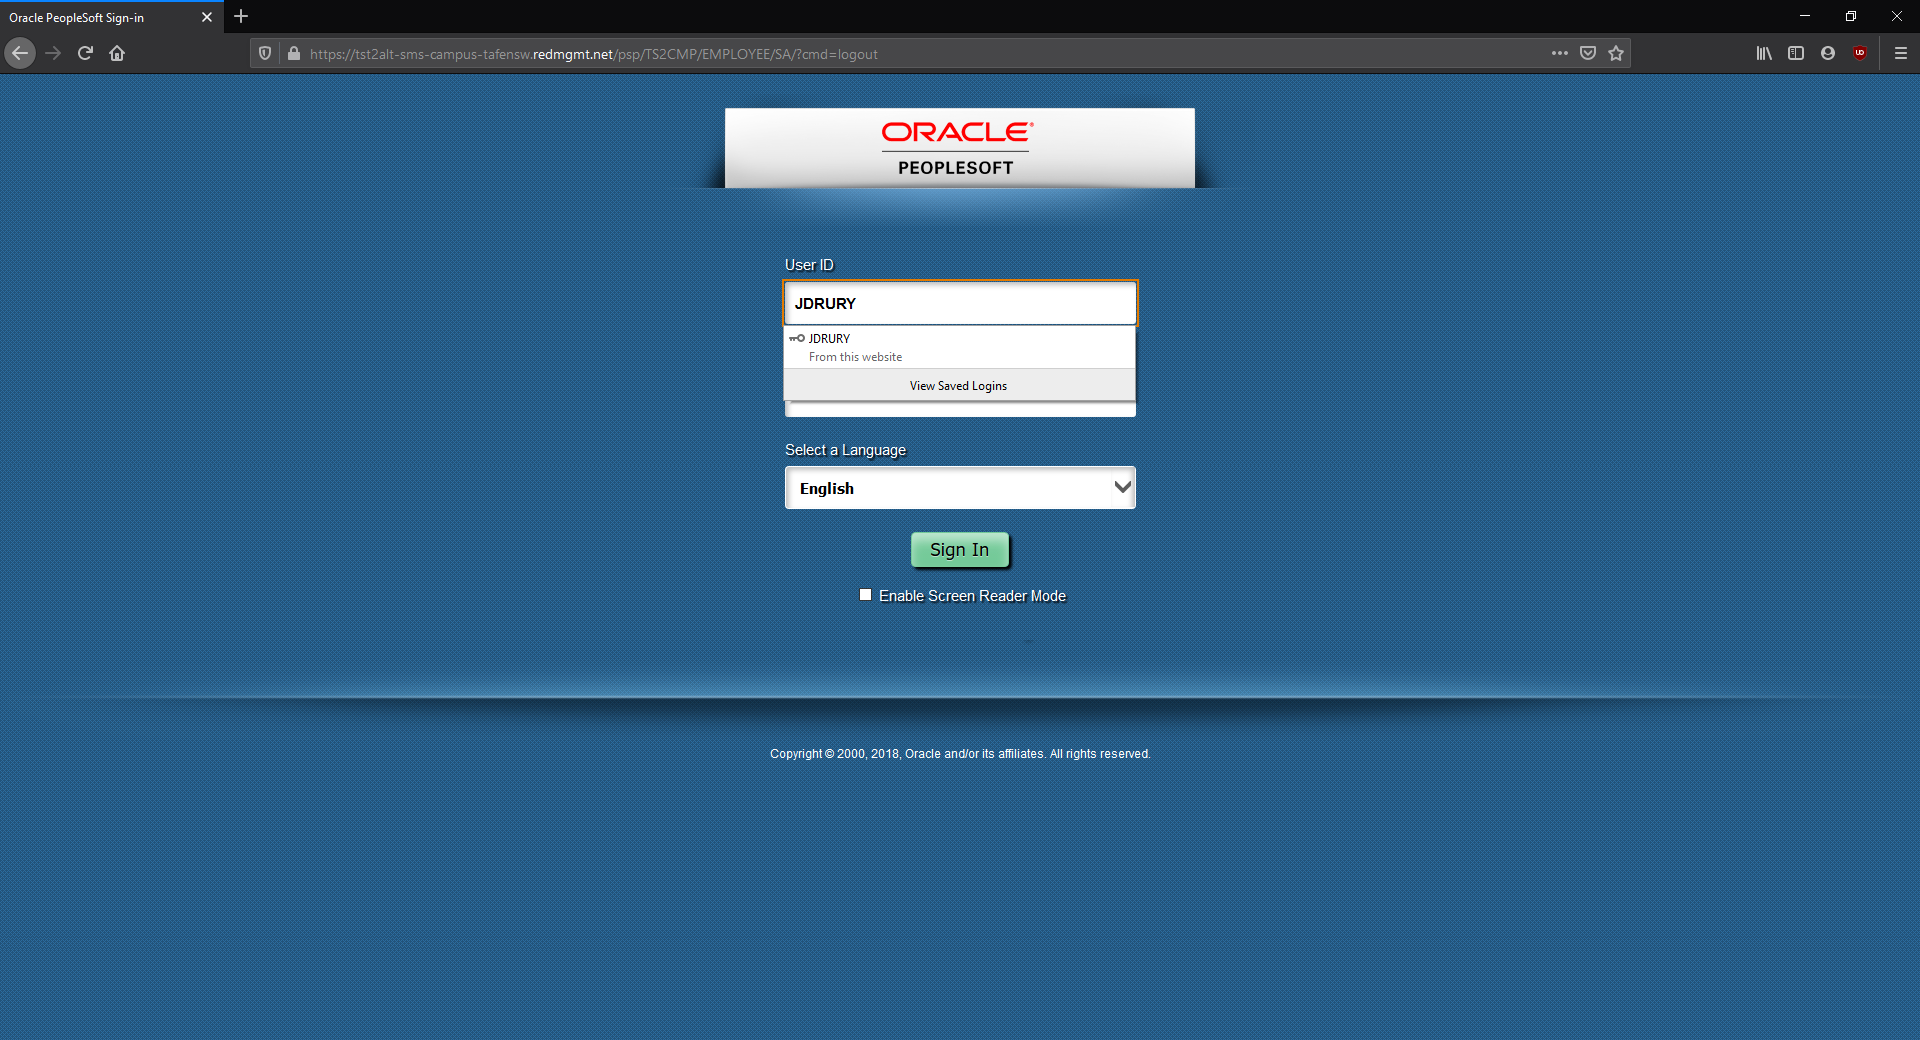 Oracle PeopleSoft Sign-in
https://tst2alt-sms-campus-tafensw.redmgmt.net/psp/TS2CMP/EMPLOYEE/SA/?cmd=logout
ORACLE®
PEOPLESOFT
User ID
JDRURY
JDRURY
From this website
View Saved Logins
Select a Language
English
Sign In
Enable Screen Reader Mode
Copyright © 2000, 2018, Oracle and/or its affiliates. All rights reserved.